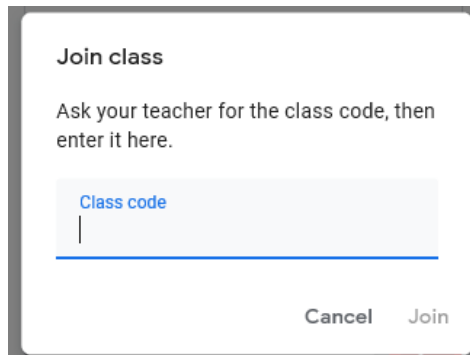 Join class
Ask your teacher for the class code, then
enter it here.
Class code
Cancel Join